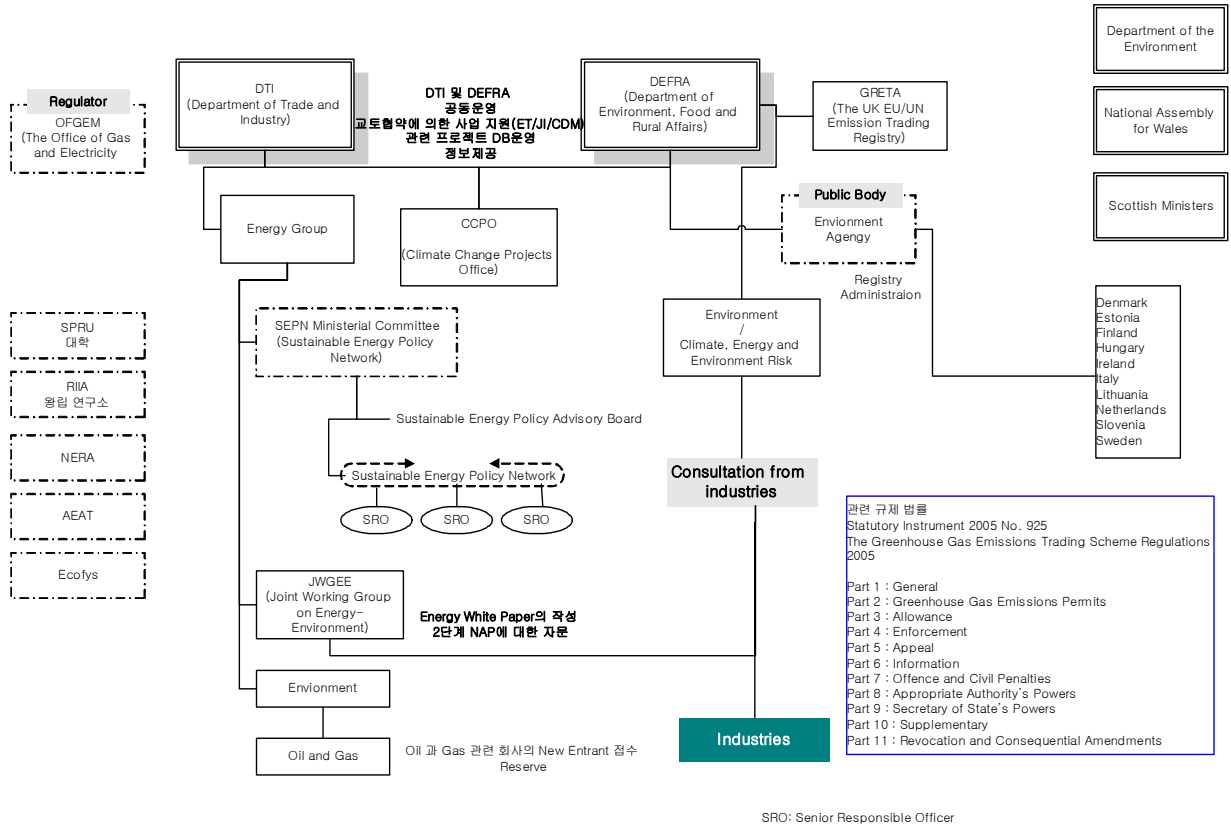 Department of the
Environment
DTI
(Department of Trade and
Industry)
DTI 및 DEFRA
공동운영
교토협약에 의한 사업 지원(ET/JI/CDM)
관련 프로젝트 DB운영
정보제공
DEFRA
(Department of
Environment, Food and
Rural Affairs)
GRETA
(The UK EU/UN
Emission Trading
Registry)
Regulator
OFGEM
(The Office of Gas
and Electricity
National Assembly
for Wales
Scottish Ministers
Energy Group
CCPO
(Climate Change Projects
Office)
Public Body
Envionment
Agengy
Registry
Administraion
SPRU
대학
RIIA
왕립 연구소
NERA
AEAT
Ecofys
SEPN Ministerial Committee
(Sustainable Energy Policy
Network)
Environment
/
Climate, Energy and
Environment Risk
Denmark
Estonia
Finland
Hungary
Ireland
Italy
Lithuania
Netherlands
Slovenia
Sweden
Sustainable Energy Policy Advisory Board
Sustainable Energy Policy Network
SRO
SRO
SRO
Consultation from
industries
JWGEE
(Joint Working Group
on Energy-
Environment)
Energy White Paper의 작성
2단계 NAP에 대한 자문
Envionment
Oil and Gas
Oil 과 Gas 관련 회사의 New Entrant 접수
Reserve
Industries
관련 규제 법률
Statutory Instrument 2005 No. 925
The Greenhouse Gas Emissions Trading Scheme Regulations
2005
Part 1 : General
Part 2 : Greenhouse Gas Emissions Permits
Part 3 : Allowance
Part 4 : Enforcement
Part 5 : Appeal
Part 6 : Information
Part 7 : Offence and Civil Penalties
Part 8 : Appropriate Authority's Powers
Part 9 : Secretary of State's Powers
Part 10 : Supplementary
Part 11 : Revocation and Consequential Amendments
SRO: Senior Responsible Officer